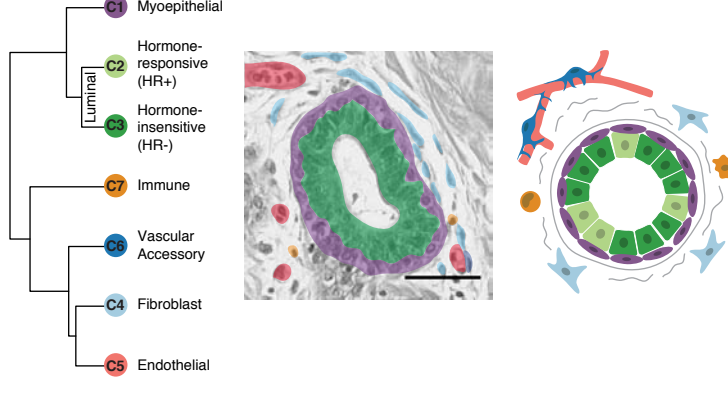 C1 Myoepithelial
Hormone-
C2 responsive
(HR+)
Luminal
Hormone-
C3 insensitive
(HR-)
C7 Immune
C6 Vascular
Accessory
C4 Fibroblast
C5 Endothelial